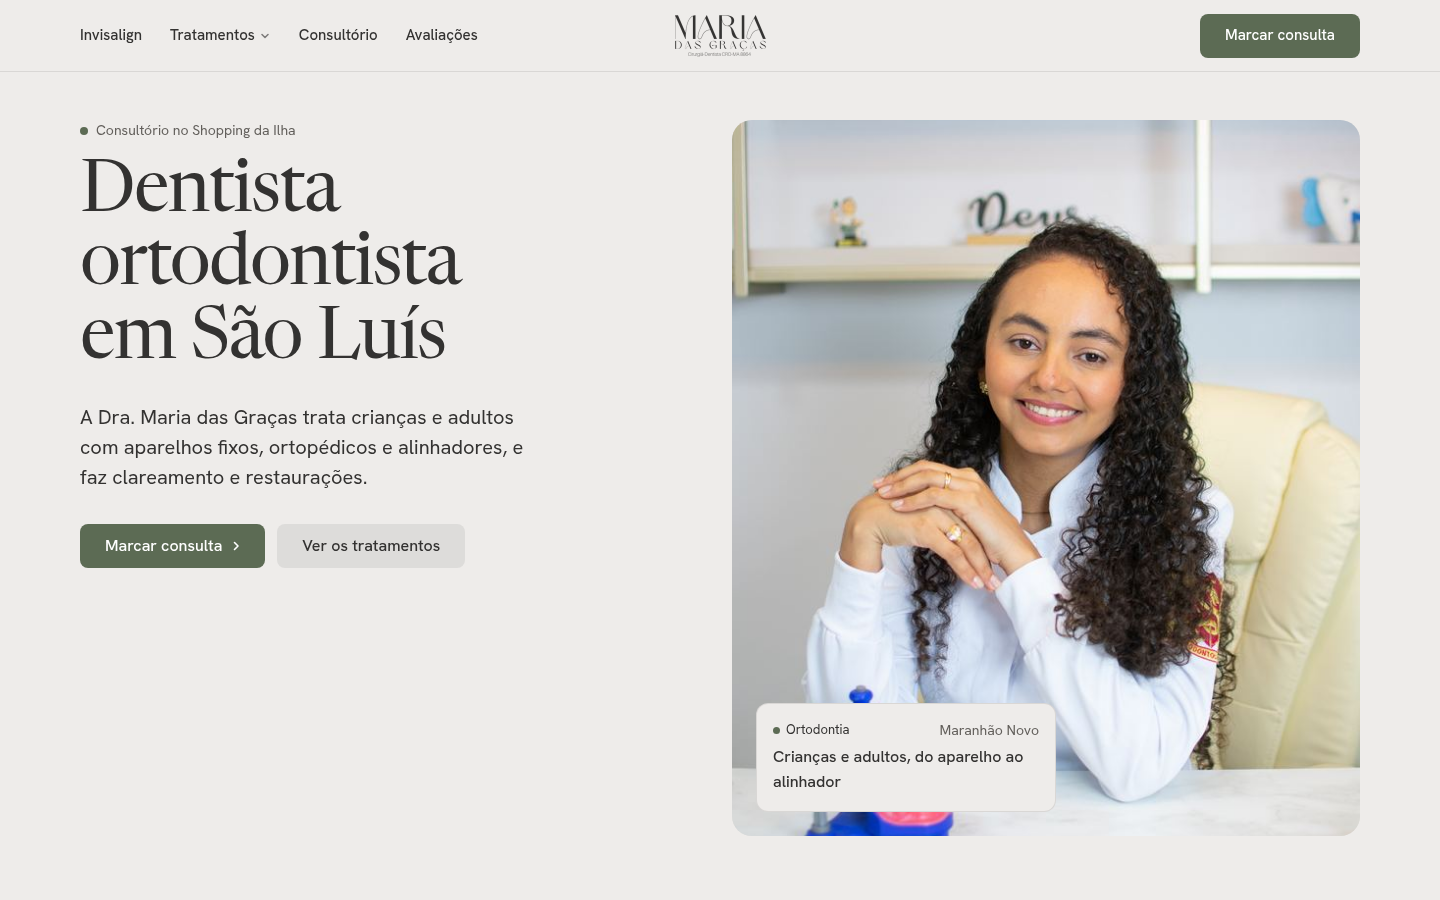 Invisalign
Tratamentos
Consultório
Avaliações
MARIA
DAS GRAÇAS
Marcar consulta
Consultório no Shopping da Ilha
Dentista
ortodontista
em São Luís
A Dra. Maria das Graças trata crianças e adultos
com aparelhos fixos, ortopédicos e alinhadores, e
faz clareamento e restaurações.
Marcar consulta
Ver os tratamentos
Deus
Ortodontia
Maranhão Novo
Crianças e adultos, do aparelho ao
alinhador